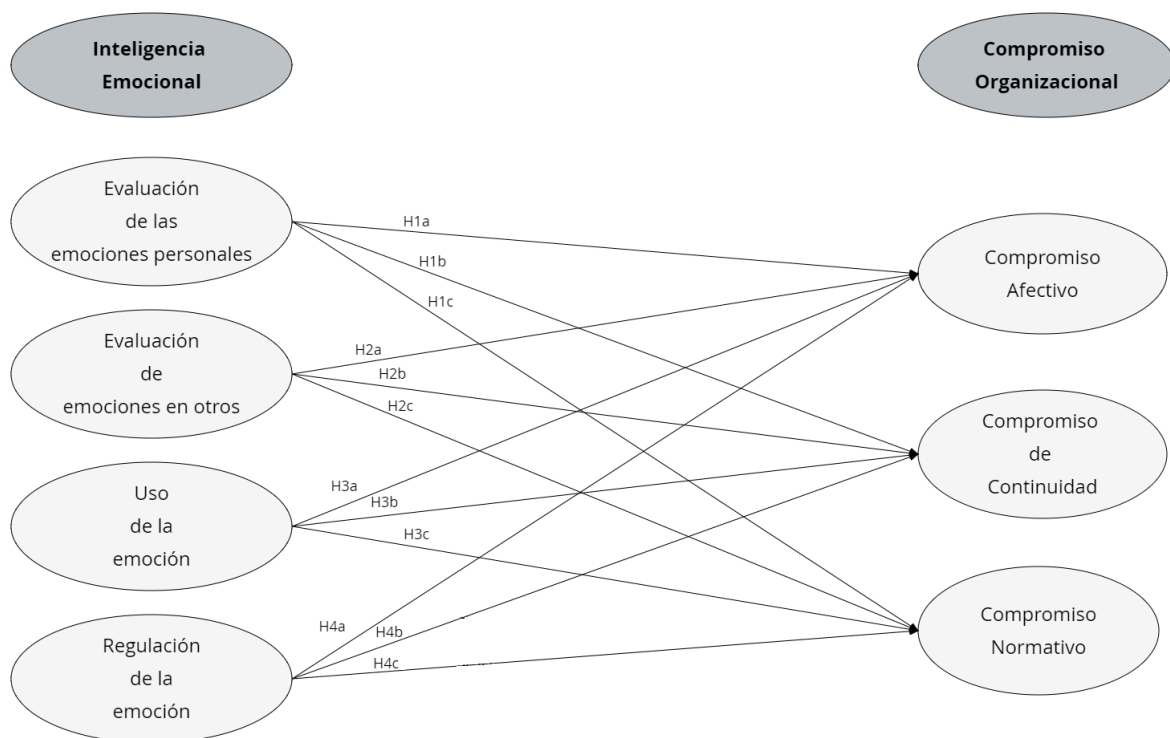 Inteligencia
Emocional
Compromiso
Organizacional
Evaluación
de las
emociones personales
Evaluación
de
emociones en otros
Uso
de la
emoción
Regulación
de la
emoción
H1a
H1b
H1c
H2a
H2b
H2c
H3a
H3b
H3c
H4a
H4b
H4c
Compromiso
Afectivo
Compromiso
de
Continuidad
Compromiso
Normativo